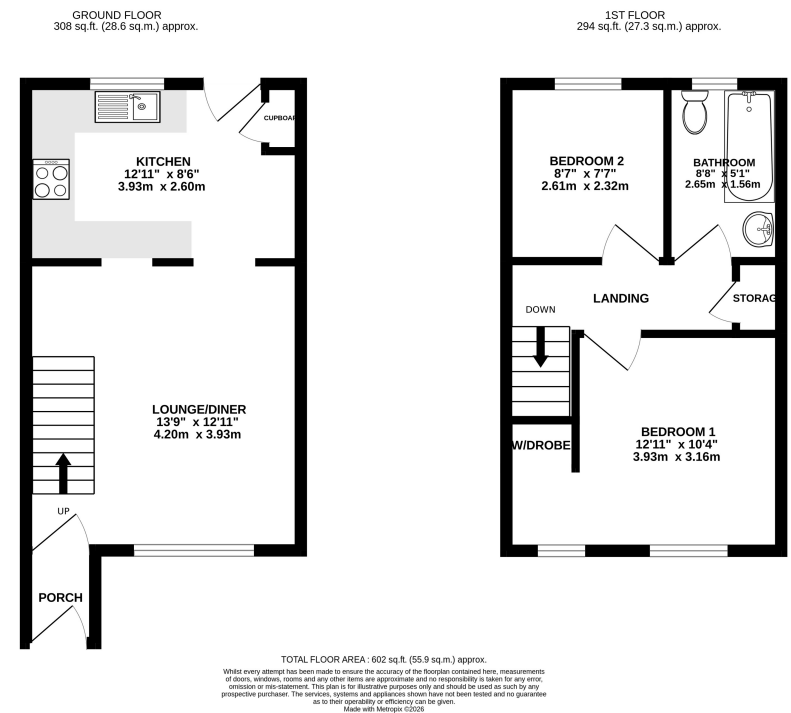 GROUND FLOOR
308 sq.ft. (28.6 sq.m.) approx.
1ST FLOOR
294 sq.ft. (27.3 sq.m.) approx.
CUPBOAR
KITCHEN
12'11" x 8'6"
3.93m x 2.60m
BEDROOM 2
8'7" x 7'7"
2.61m x 2.32m
BATHROOM
8'8" x 5'1"
2.65m x 1.56m
LANDING
STORAG
DOWN
LOUNGE/DINER
13'9" x 12'11"
4.20m x 3.93m
BEDROOM 1
12'11" x 10'4"
3.93m x 3.16m
W/DROBE
UP
PORCH
TOTAL FLOOR AREA : 602 sq.ft. (55.9 sq.m.) approx.
Whilst every attempt has been made to ensure the accuracy of the floorplan contained here, measurements
of doors, windows, rooms and any other items are approximate and no responsibility is taken for any error,
omission or mis-statement. This plan is for illustrative purposes only and should be used as such by any
prospective purchaser. The services, systems and appliances shown have not been tested and no guarantee
as to their operability or efficiency can be given.
Made with Metropix ©2026